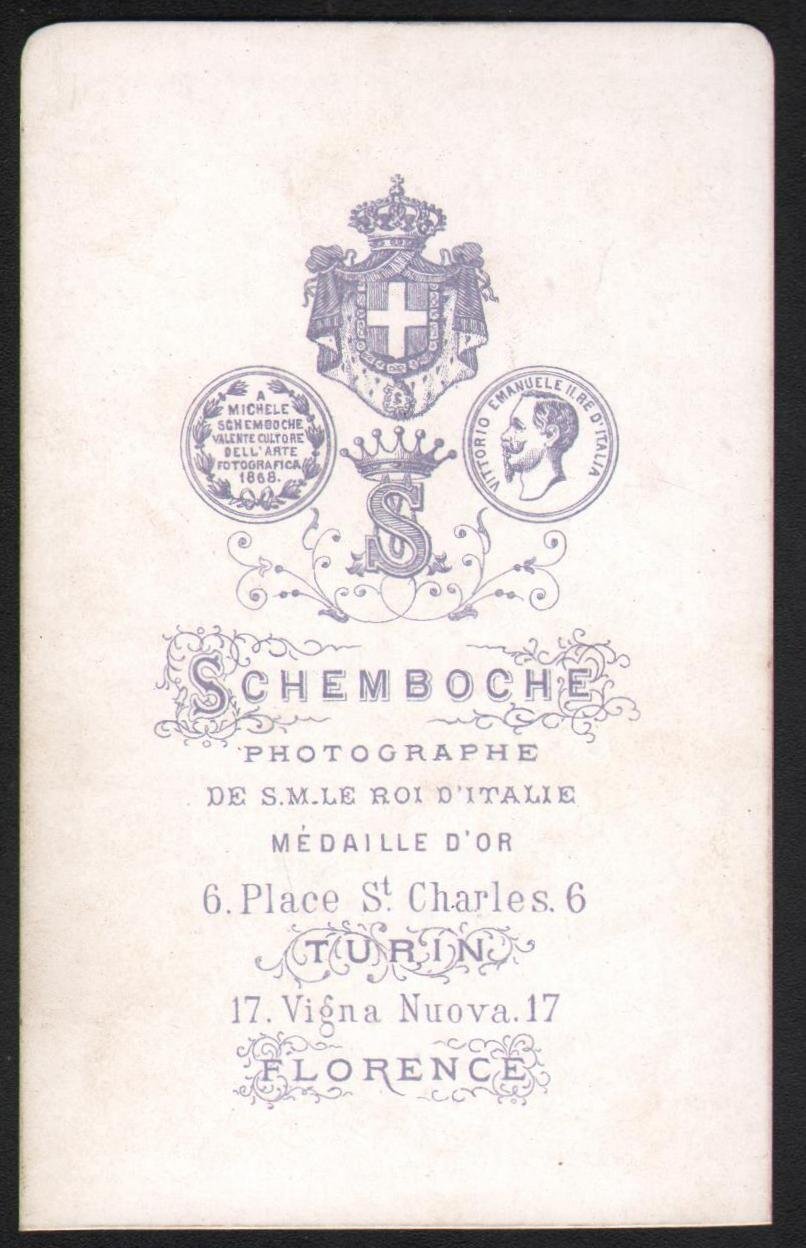 A
MICHELE
SCHEMBOCHE
VALENTE CULTORE
DELL'ARTE
FOTOGRAFICA
1868.
VITTORIO EMANUELE II. RE D'ITALIA
S
SCHEMBOCHE
PHOTOGRAPHE
DE S.M. LE ROI D'ITALIE
MÉDAILLE D'OR
6. Place St. Charles. 6
TURIN
17. Vigna Nuova. 17
FLORENCE